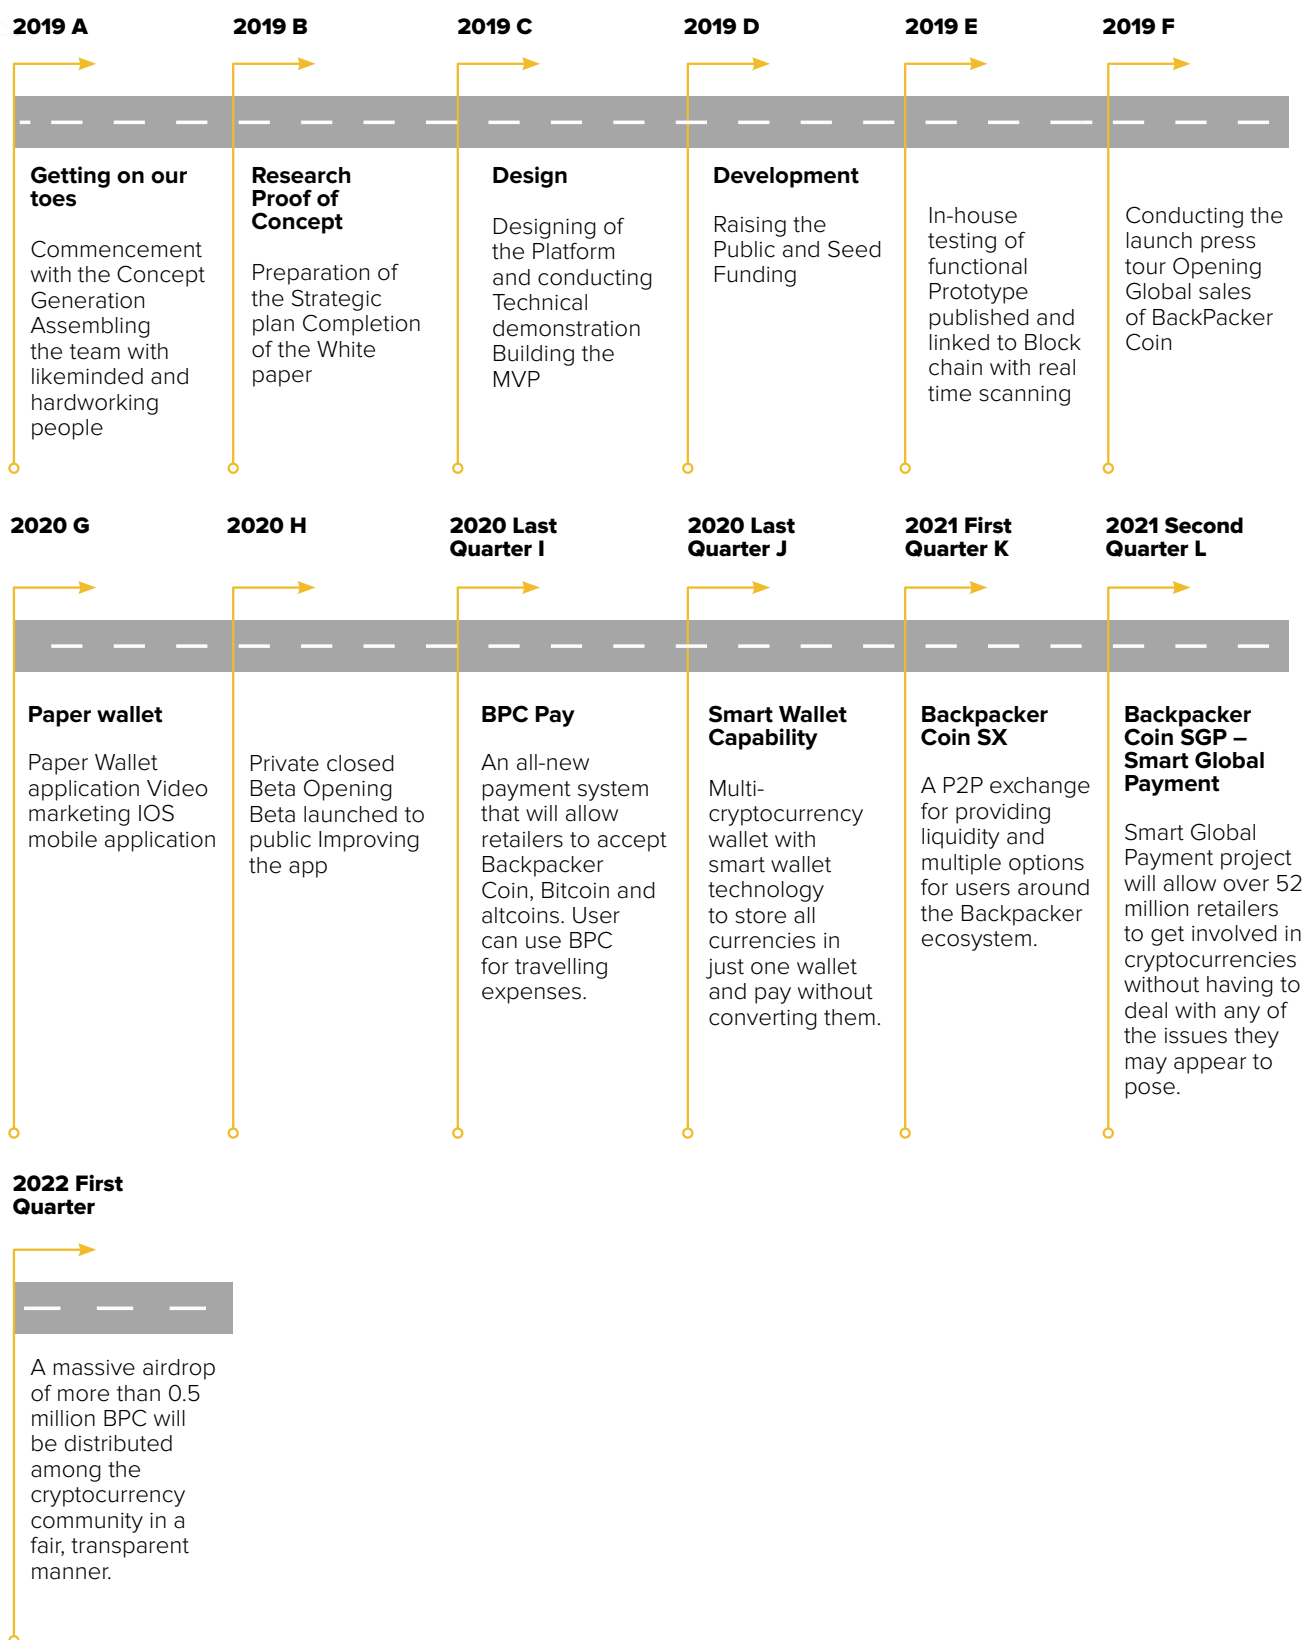 2019 A
Getting on our
toes
Commencement
with the Concept
Generation
Assembling
the team with
likeminded and
hardworking
people
2019 B
Research
Proof of
Concept
Preparation of
the Strategic
plan Completion
of the White
paper
2019 C
Design
Designing of
the Platform
and conducting
Technical
demonstration
Building the
MVP
2019 D
Development
Raising the
Public and Seed
Funding
2019 E
In-house
testing of
functional
Prototype
published and
linked to Block
chain with real
time scanning
2019 F
Conducting the
launch press
tour Opening
Global sales
of BackPacker
Coin
2020 G
Paper wallet
Paper Wallet
application Video
marketing IOS
mobile application
2020 H
Private closed
Beta Opening
Beta launched to
public Improving
the app
2020 Last
Quarter I
BPC Pay
An all-new
payment system
that will allow
retailers to accept
Backpacker
Coin, Bitcoin and
altcoins. User
can use BPC
for travelling
expenses.
2020 Last
Quarter J
Smart Wallet
Capability
Multi-
cryptocurrency
wallet with
smart wallet
technology
to store all
currencies in
just one wallet
and pay without
converting them.
2021 First
Quarter K
Backpacker
Coin SX
A P2P exchange
for providing
liquidity and
multiple options
for users around
the Backpacker
ecosystem.
2021 Second
Quarter L
Backpacker
Coin SGP –
Smart Global
Payment
Smart Global
Payment project
will allow over 52
million retailers
to get involved in
cryptocurrencies
without having to
deal with any of
the issues they
may appear to
pose.
2022 First
Quarter
A massive airdrop
of more than 0.5
million BPC will
be distributed
among the
cryptocurrency
community in a
fair, transparent
manner.